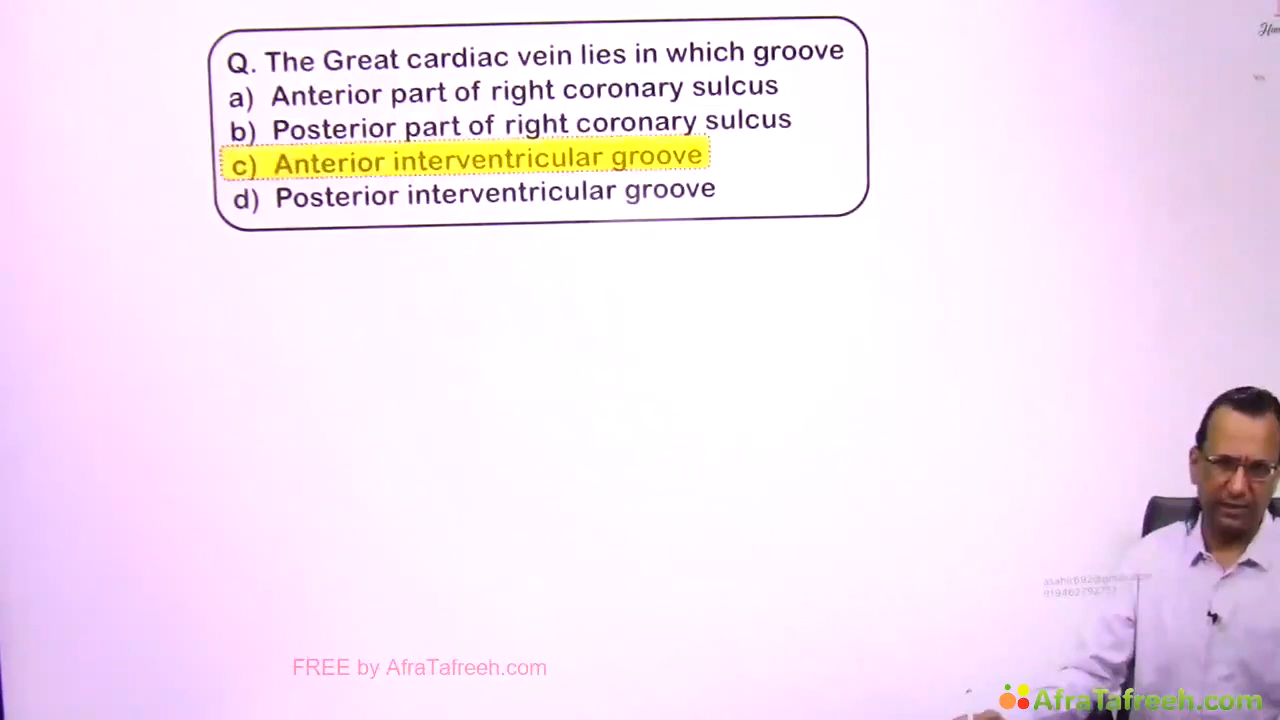 Q. The Great cardiac vein lies in which groove
a) Anterior part of right coronary sulcus
b) Posterior part of right coronary sulcus
c) Anterior interventricular groove
d) Posterior interventricular groove
FREE by AfraTafreeh.com
AfraTafreeh.com